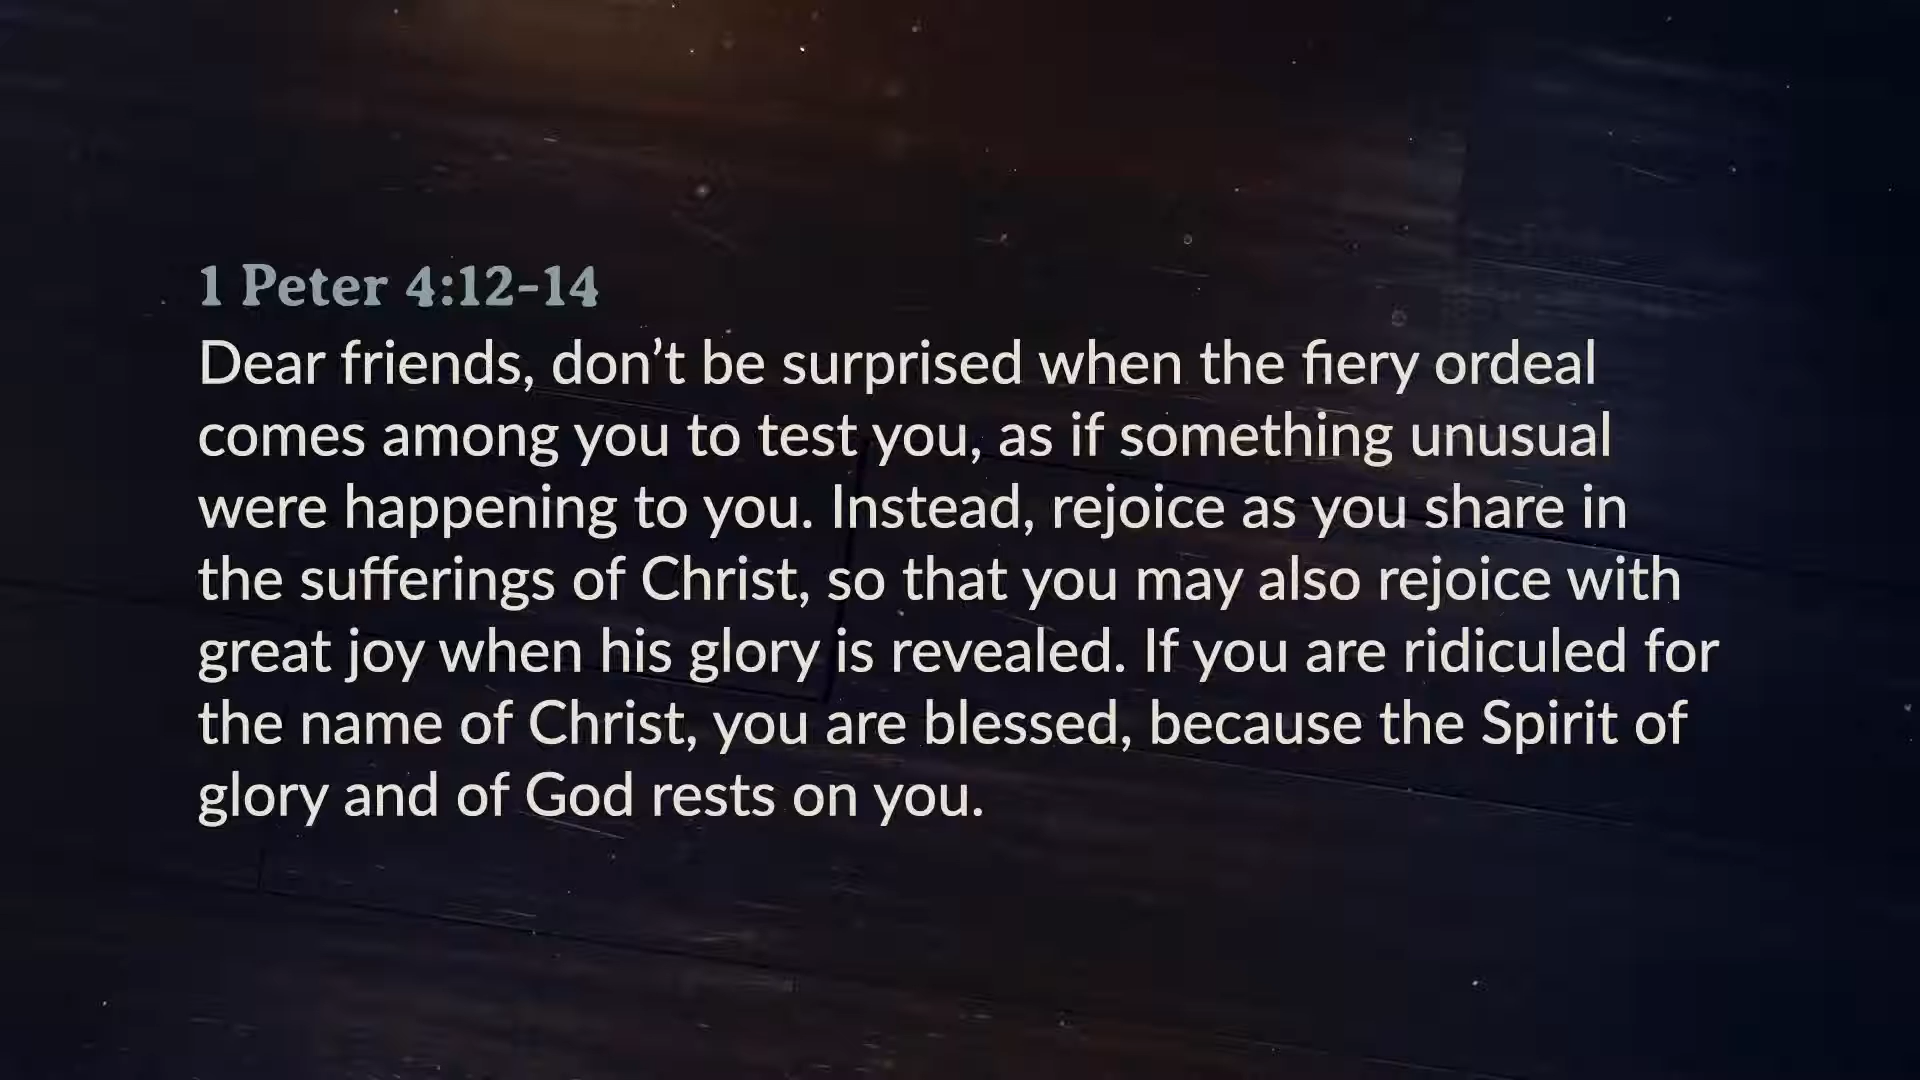 1 Peter 4:12-14
Dear friends, don’t be surprised when the fiery ordeal
comes among you to test you, as if something unusual
were happening to you. Instead, rejoice as you share in
the sufferings of Christ, so that you may also rejoice with
great joy when his glory is revealed. If you are ridiculed for
the name of Christ, you are blessed, because the Spirit of
glory and of God rests on you.